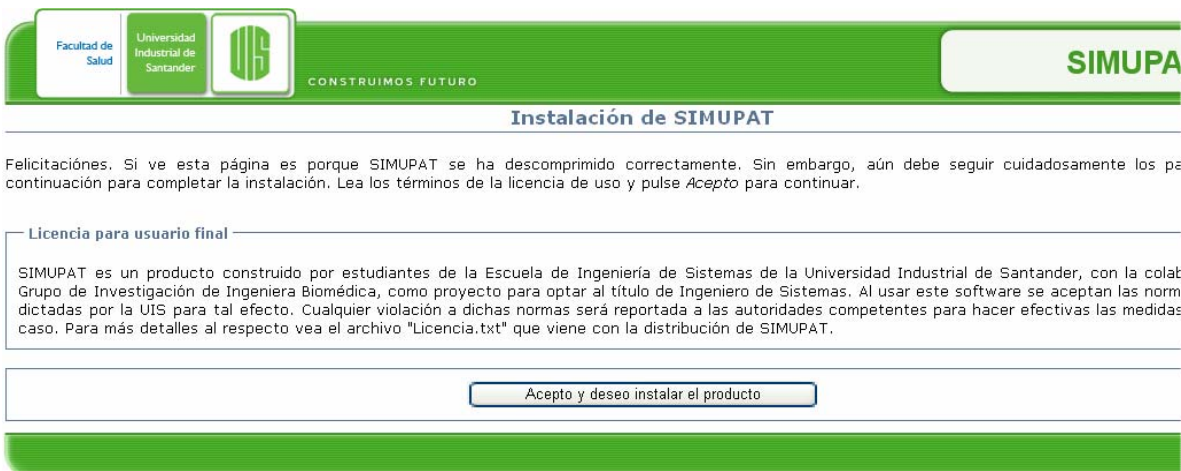 Facultad de
Salud
Universidad
Industrial de
Santander
UIS
CONSTRUIMOS FUTURO
SIMUPA
Instalación de SIMUPAT
Felicitaciónes. Si ve esta página es porque SIMUPAT se ha descomprimido correctamente. Sin embargo, aún debe seguir cuidadosamente los pa
continuación para completar la instalación. Lea los términos de la licencia de uso y pulse Acepto para continuar.
Licencia para usuario final
SIMUPAT es un producto construido por estudiantes de la Escuela de Ingeniería de Sistemas de la Universidad Industrial de Santander, con la colab
Grupo de Investigación de Ingeniera Biomédica, como proyecto para optar al título de Ingeniero de Sistemas. Al usar este software se aceptan las norm
dictadas por la UIS para tal efecto. Cualquier violación a dichas normas será reportada a las autoridades competentes para hacer efectivas las medidas
caso. Para más detalles al respecto vea el archivo "Licencia.txt" que viene con la distribución de SIMUPAT.
Acepto y deseo instalar el producto